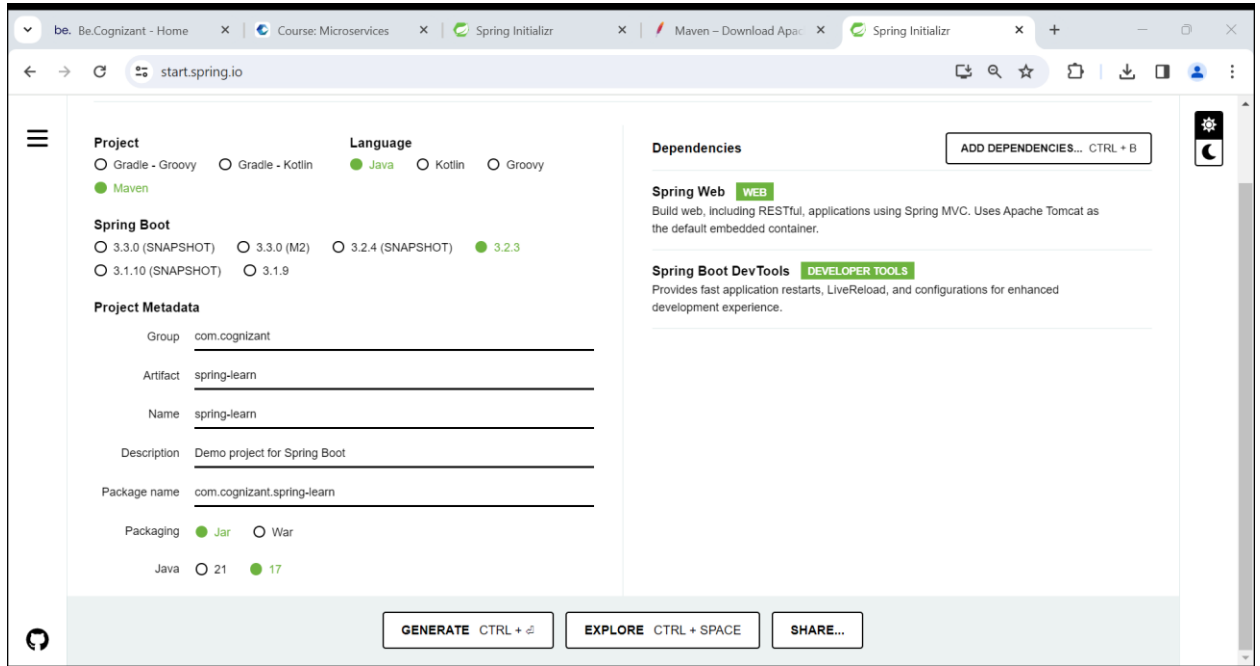 be. Be.Cognizant - Home
Course: Microservices
Spring Initializr
Maven – Download Apac
Spring Initializr
start.spring.io
Project
Gradle - Groovy Gradle - Kotlin
Maven
Language
Java Kotlin Groovy
Spring Boot
3.3.0 (SNAPSHOT) 3.3.0 (M2) 3.2.4 (SNAPSHOT) 3.2.3
3.1.10 (SNAPSHOT) 3.1.9
Project Metadata
Group com.cognizant
Artifact spring-learn
Name spring-learn
Description Demo project for Spring Boot
Package name com.cognizant.spring-learn
Packaging Jar War
Java 21 17
Dependencies
ADD DEPENDENCIES... CTRL + B
Spring Web WEB
Build web, including RESTful, applications using Spring MVC. Uses Apache Tomcat as
the default embedded container.
Spring Boot DevTools DEVELOPER TOOLS
Provides fast application restarts, LiveReload, and configurations for enhanced
development experience.
GENERATE CTRL + ⏎
EXPLORE CTRL + SPACE
SHARE...